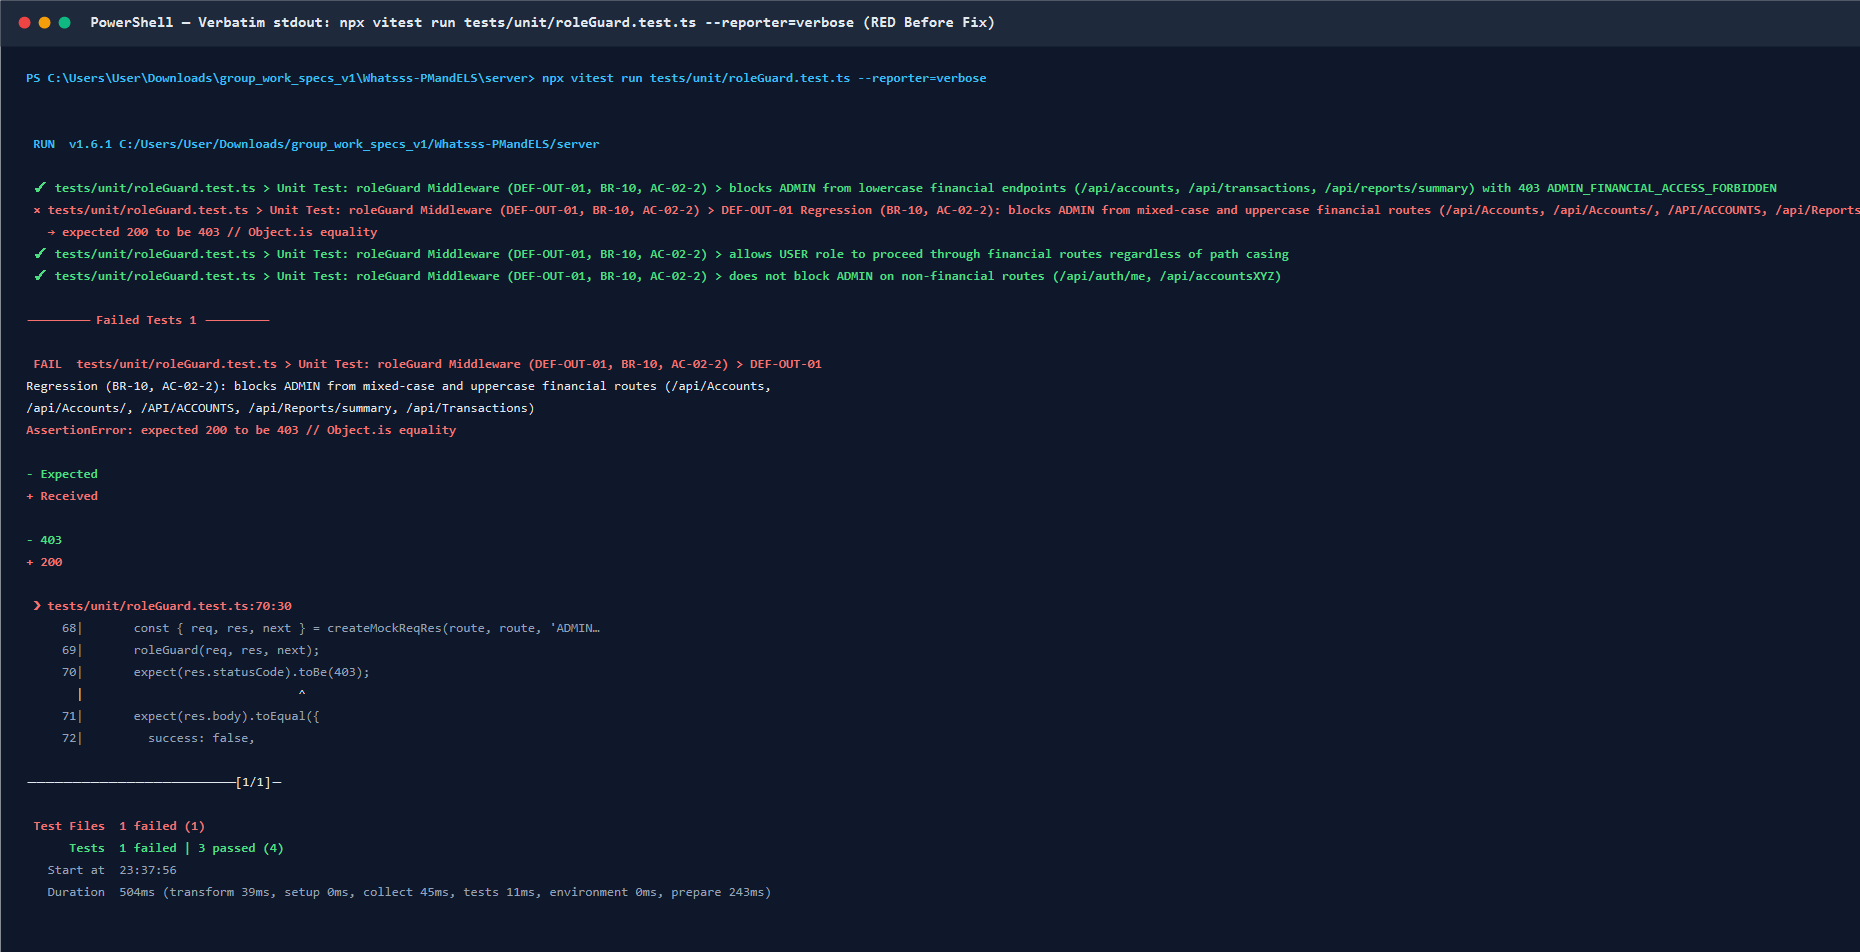 PowerShell — Verbatim stdout: npx vitest run tests/unit/roleGuard.test.ts --reporter=verbose (RED Before Fix)
PS C:\Users\User\Downloads\group_work_specs_v1\Whatsss-PMandELS\server> npx vitest run tests/unit/roleGuard.test.ts --reporter=verbose
RUN  v1.6.1 C:/Users/User/Downloads/group_work_specs_v1/Whatsss-PMandELS/server
✓ tests/unit/roleGuard.test.ts > Unit Test: roleGuard Middleware (DEF-OUT-01, BR-10, AC-02-2) > blocks ADMIN from lowercase financial endpoints (/api/accounts, /api/transactions, /api/reports/summary) with 403 ADMIN_FINANCIAL_ACCESS_FORBIDDEN
× tests/unit/roleGuard.test.ts > Unit Test: roleGuard Middleware (DEF-OUT-01, BR-10, AC-02-2) > DEF-OUT-01 Regression (BR-10, AC-02-2): blocks ADMIN from mixed-case and uppercase financial routes (/api/Accounts, /api/Accounts/, /API/ACCOUNTS, /api/Reports
→ expected 200 to be 403 // Object.is equality
✓ tests/unit/roleGuard.test.ts > Unit Test: roleGuard Middleware (DEF-OUT-01, BR-10, AC-02-2) > allows USER role to proceed through financial routes regardless of path casing
✓ tests/unit/roleGuard.test.ts > Unit Test: roleGuard Middleware (DEF-OUT-01, BR-10, AC-02-2) > does not block ADMIN on non-financial routes (/api/auth/me, /api/accountsXYZ)
───────── Failed Tests 1 ─────────
FAIL  tests/unit/roleGuard.test.ts > Unit Test: roleGuard Middleware (DEF-OUT-01, BR-10, AC-02-2) > DEF-OUT-01
Regression (BR-10, AC-02-2): blocks ADMIN from mixed-case and uppercase financial routes (/api/Accounts,
/api/Accounts/, /API/ACCOUNTS, /api/Reports/summary, /api/Transactions)
AssertionError: expected 200 to be 403 // Object.is equality
- Expected
+ Received
- 403
+ 200
❯ tests/unit/roleGuard.test.ts:70:30
68|       const { req, res, next } = createMockReqRes(route, route, 'ADMIN…
69|       roleGuard(req, res, next);
70|       expect(res.statusCode).toBe(403);
|                              ^
71|       expect(res.body).toEqual({
72|         success: false,
─────────────────────────────[1/1]─
Test Files  1 failed (1)
Tests  1 failed | 3 passed (4)
Start at  23:37:56
Duration  504ms (transform 39ms, setup 0ms, collect 45ms, tests 11ms, environment 0ms, prepare 243ms)